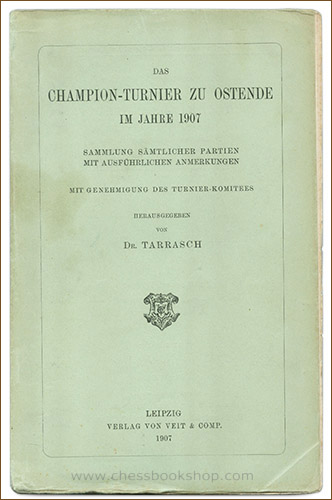 DAS
CHAMPION-TURNIER ZU OSTENDE
IM JAHRE 1907
SAMMLUNG SÄMTLICHER PARTIEN
MIT AUSFÜHRLICHEN ANMERKUNGEN
MIT GENEHMIGUNG DES TURNIER-KOMITEES
HERAUSGEGEBEN
VON
DR. TARRASCH
LEIPZIG
VERLAG VON VEIT & COMP.
1907
www.chessbookshop.com